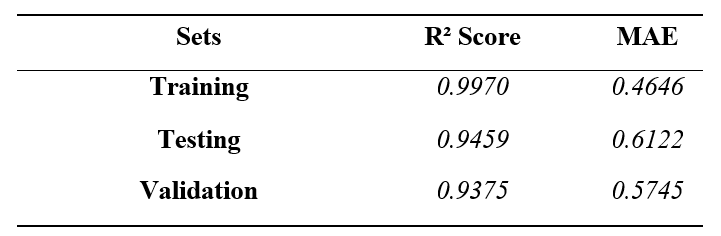 Sets R² Score MAE
Training 0.9970 0.4646
Testing 0.9459 0.6122
Validation 0.9375 0.5745